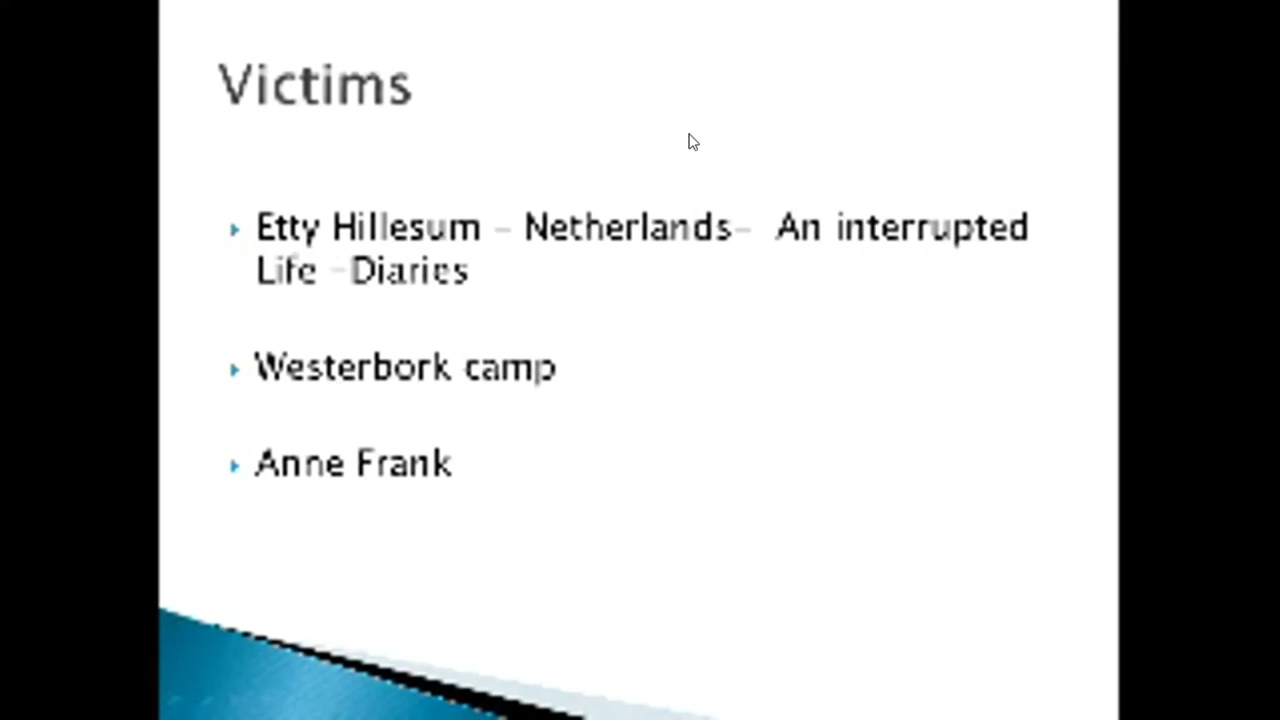 Victims
Etty Hillesum - Netherlands- An interrupted
Life -Diaries
Westerbork camp
Anne Frank